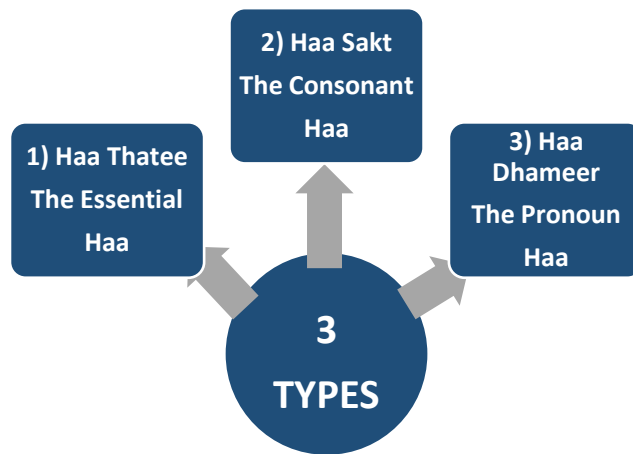 1) Haa Thatee
The Essential
Haa
2) Haa Sakt
The Consonant
Haa
3) Haa
Dhameer
The Pronoun
Haa
3
TYPES